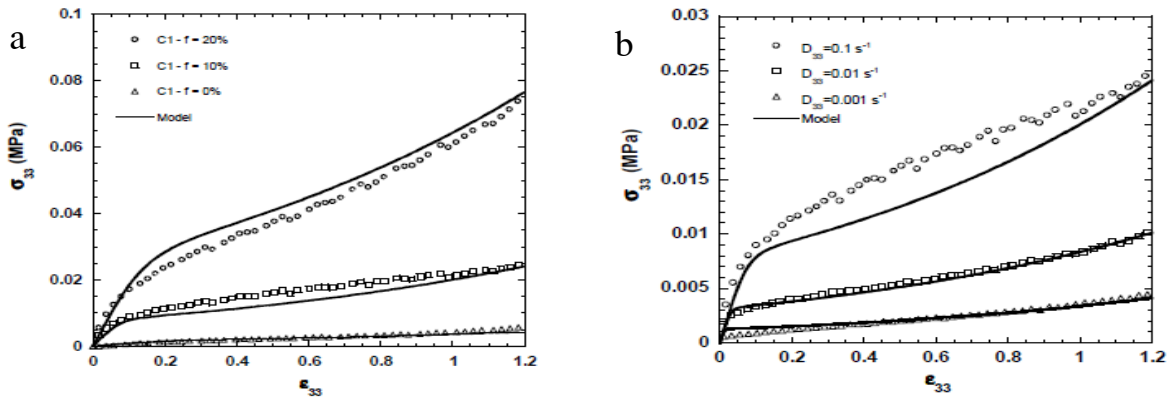 a
0.1
0.08
0.06
0.04
0.02
0
σ33 (MPa)
C1 - f = 20%
C1 - f = 10%
C1 - f = 0%
Model
0 0.2 0.4 0.6 0.8 1 1.2
ε33
b
0.03
0.025
0.02
0.015
0.01
0.005
0
σ33 (MPa)
D33=0.1 s-1
D33=0.01 s-1
D33=0.001 s-1
Model
0 0.2 0.4 0.6 0.8 1 1.2
ε33